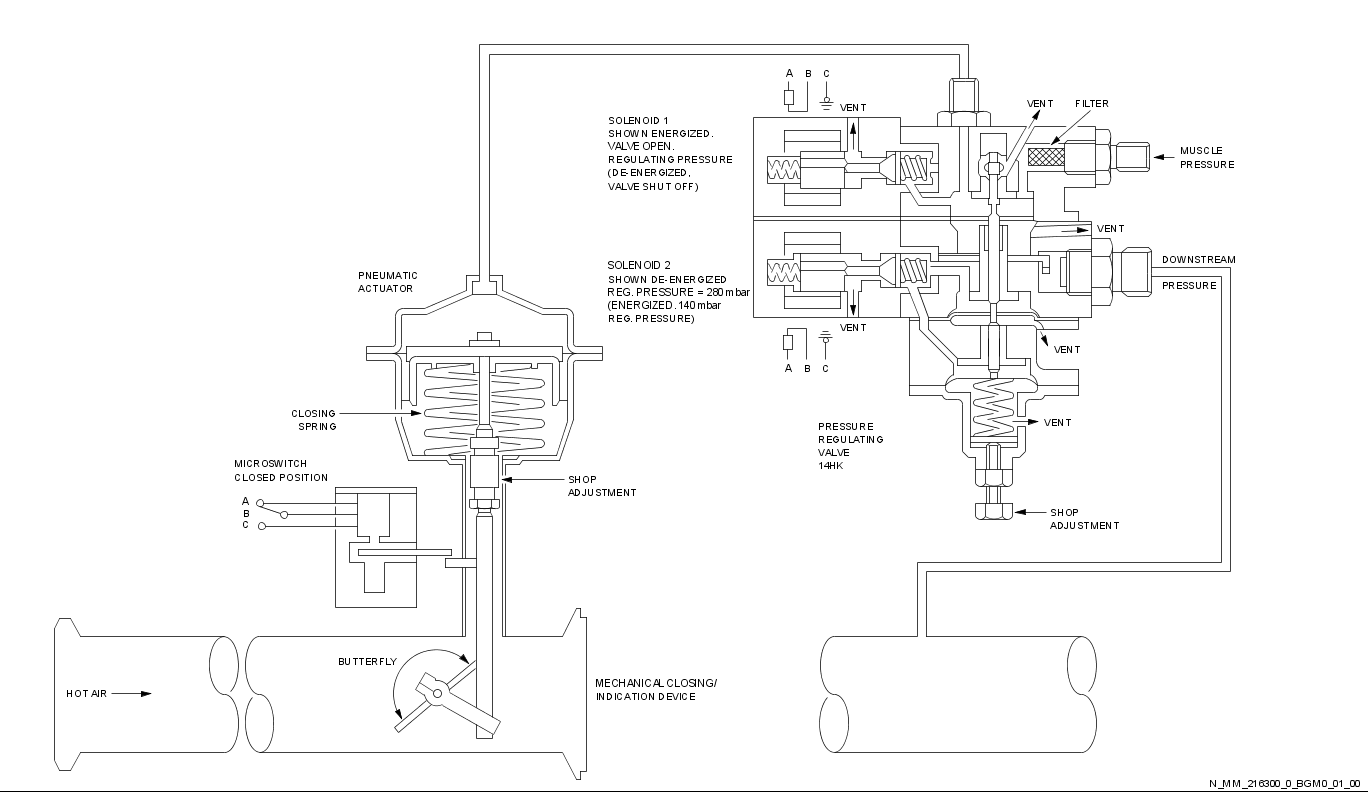 A B C
VENT
VENT
FILTER
SOLENOID 1
SHOWN ENERGIZED.
VALVE OPEN.
REGULATING PRESSURE
(DE-ENERGIZED,
VALVE SHUT OFF)
MUSCLE
PRESSURE
VENT
SOLENOID 2
SHOWN DE-ENERGIZED
REG. PRESSURE = 280 mbar
(ENERGIZED. 140 mbar
REG. PRESSURE)
DOWNSTREAM
PRESSURE
PNEUMATIC
ACTUATOR
VENT
VENT
A B C
CLOSING
SPRING
VENT
PRESSURE
REGULATING
VALVE
14HK
MICROSWITCH
CLOSED POSITION
A
B
C
SHOP
ADJUSTMENT
SHOP
ADJUSTMENT
BUTTERFLY
HOT AIR
MECHANICAL CLOSING/
INDICATION DEVICE
N_MM_216300_0_BGM0_01_00